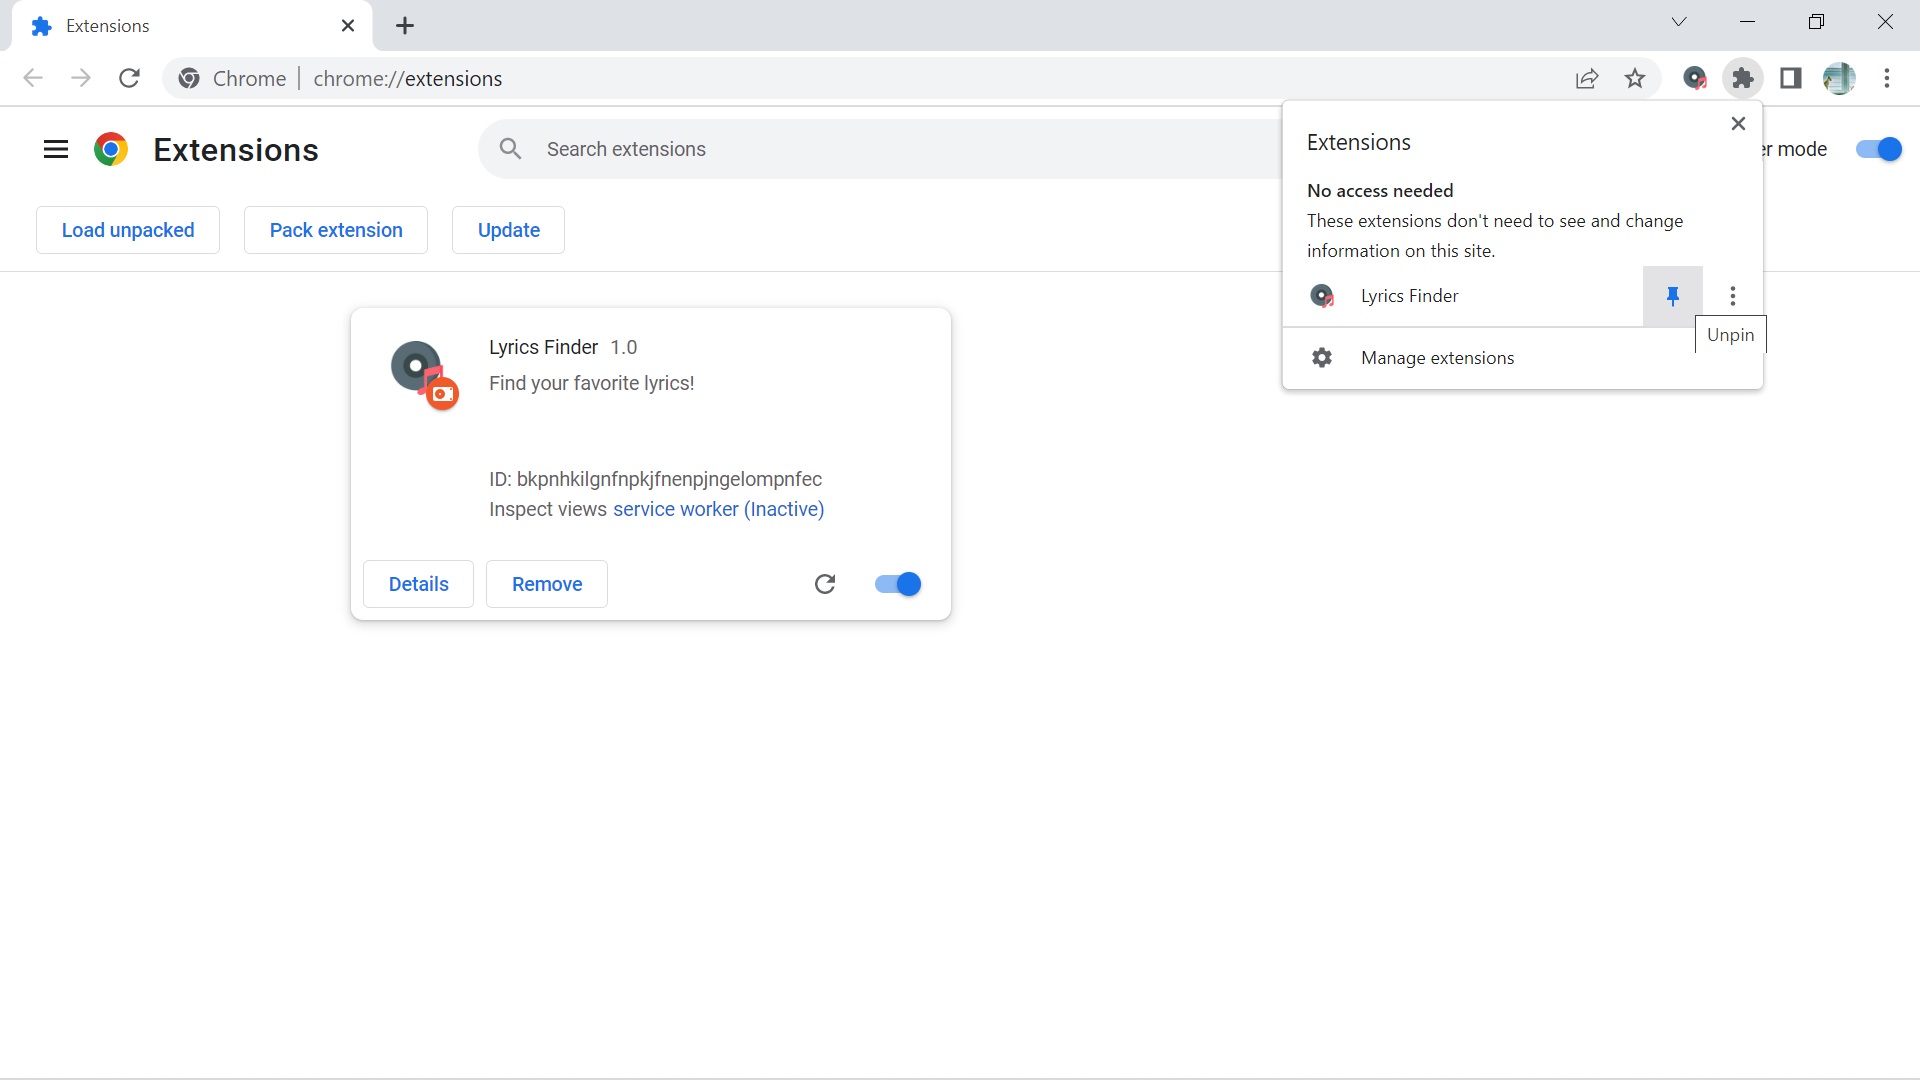 Extensions
Chrome
chrome://extensions
Extensions
Search extensions
er mode
Load unpacked
Pack extension
Update
Extensions
No access needed
These extensions don't need to see and change
information on this site.
Lyrics Finder
Unpin
Manage extensions
Lyrics Finder 1.0
Find your favorite lyrics!
ID: bkpnhkilgnfnpkjfnenpjngelompnfec
Inspect views service worker (Inactive)
Details
Remove